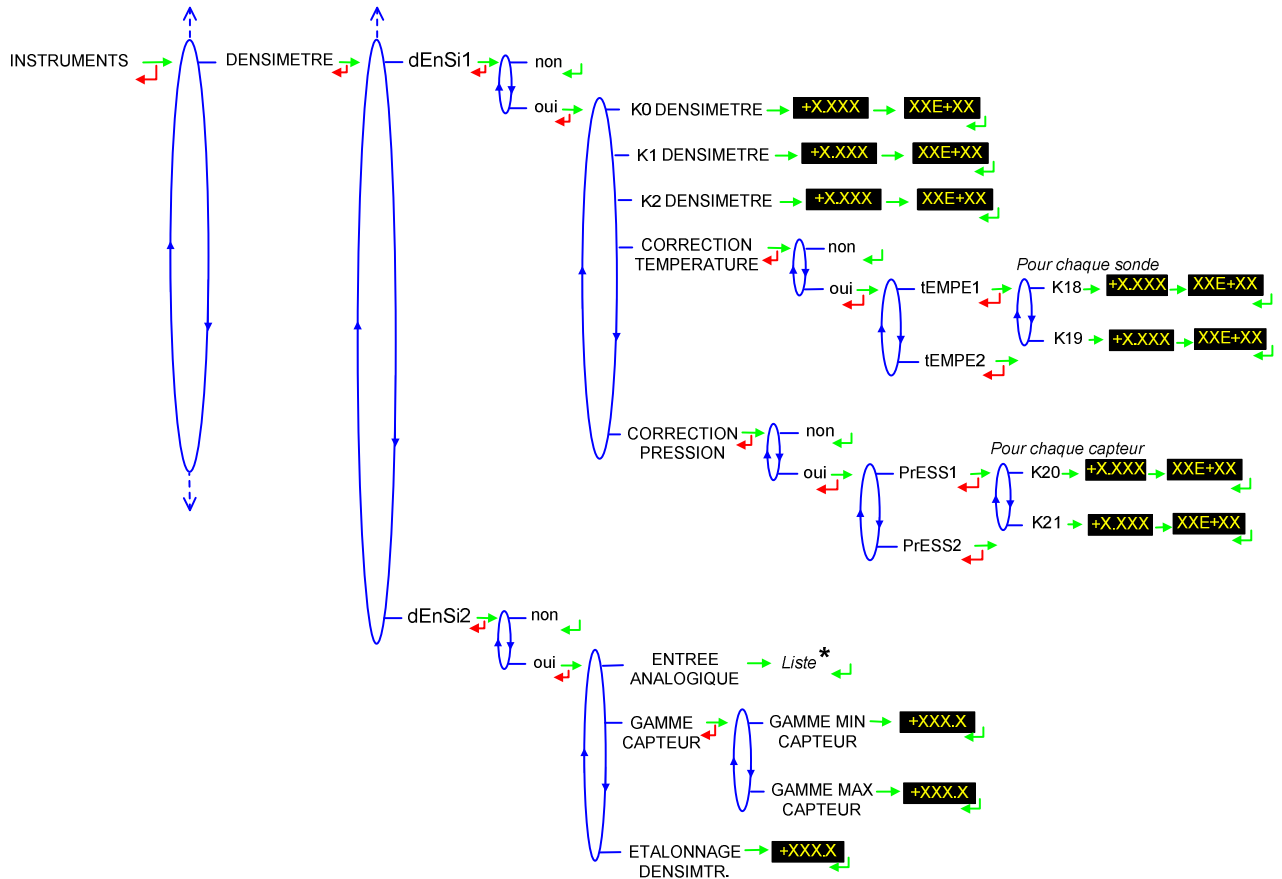 INSTRUMENTS
DENSIMETRE
dEnSi1
non
oui
K0 DENSIMETRE
+X.XXX
XXE+XX
K1 DENSIMETRE
+X.XXX
XXE+XX
K2 DENSIMETRE
+X.XXX
XXE+XX
CORRECTION
TEMPERATURE
non
oui
tEMPE1
Pour chaque sonde
K18
+X.XXX
XXE+XX
K19
+X.XXX
XXE+XX
tEMPE2
CORRECTION
PRESSION
non
oui
PrESS1
Pour chaque capteur
K20
+X.XXX
XXE+XX
K21
+X.XXX
XXE+XX
PrESS2
dEnSi2
non
oui
ENTREE
ANALOGIQUE
Liste*
GAMME
CAPTEUR
GAMME MIN
CAPTEUR
+XXX.X
GAMME MAX
CAPTEUR
+XXX.X
ETALONNAGE
DENSIMTR.
+XXX.X